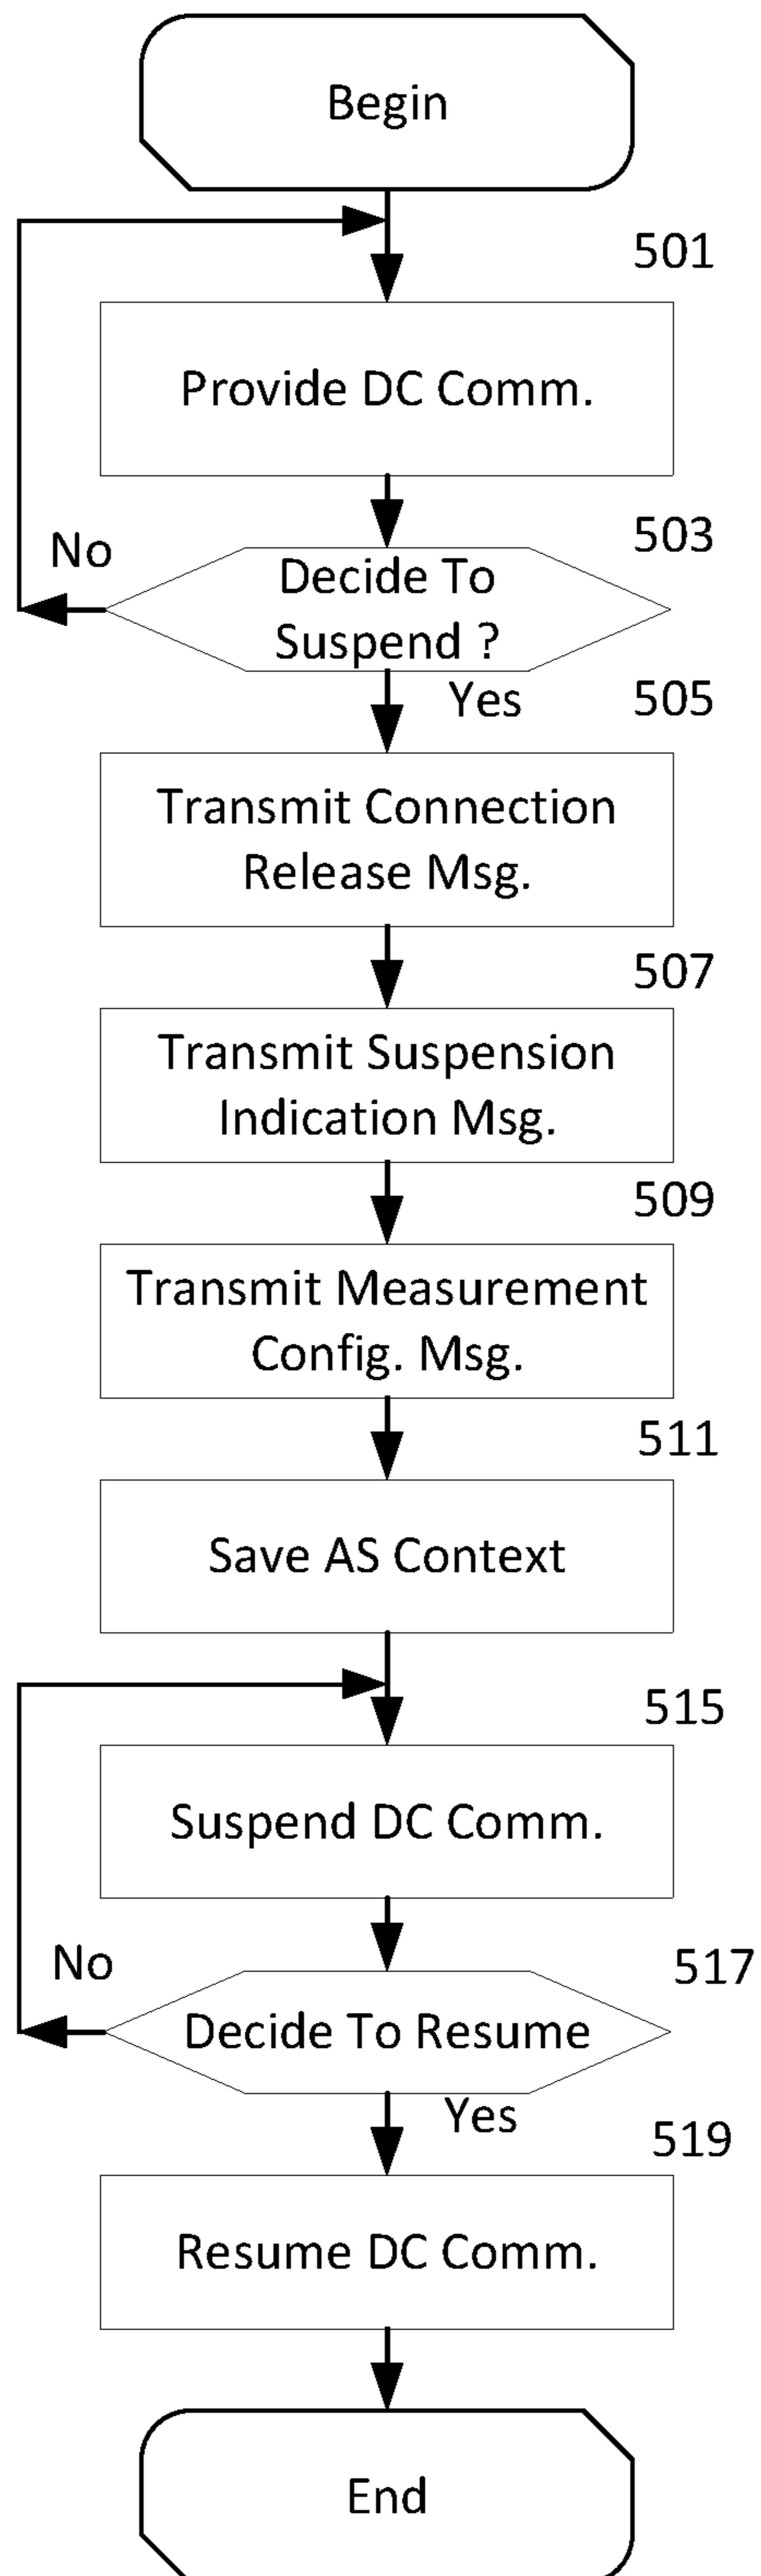 Begin
501
Provide DC Comm.
503
No
Decide To
Suspend ?
Yes
505
Transmit Connection
Release Msg.
507
Transmit Suspension
Indication Msg.
509
Transmit Measurement
Config. Msg.
511
Save AS Context
515
Suspend DC Comm.
No
517
Decide To Resume
Yes
519
Resume DC Comm.
End